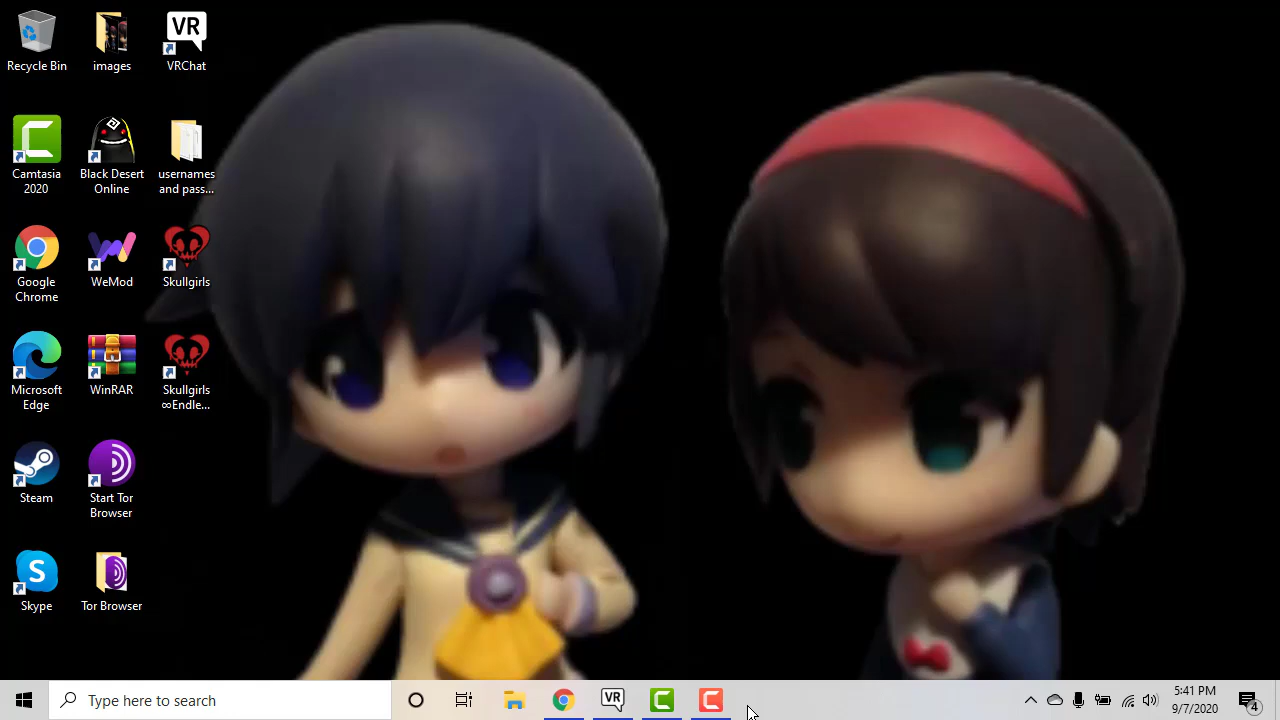 Recycle Bin
images
VR
VRChat
Camtasia
2020
Black Desert
Online
usernames
and pass...
Google
Chrome
WeMod
Skullgirls
Microsoft
Edge
WinRAR
Skullgirls
∞Endle...
Steam
Start Tor
Browser
S
Skype
Tor Browser
Type here to search
VR
5:41 PM
9/7/2020
4